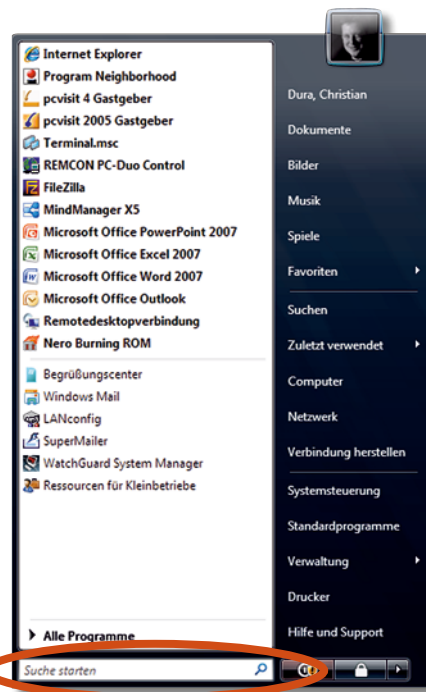 Internet Explorer
Program Neighborhood
pcvisit 4 Gastgeber
pcvisit 2005 Gastgeber
Terminal.msc
REMCON PC-Duo Control
FileZilla
MindManager X5
Microsoft Office PowerPoint 2007
Microsoft Office Excel 2007
Microsoft Office Word 2007
Microsoft Office Outlook
Remotedesktopverbindung
Nero Burning ROM
Begrüßungscenter
Windows Mail
LANconfig
SuperMailer
WatchGuard System Manager
Ressourcen für Kleinbetriebe
Alle Programme
Suche starten
Dura, Christian
Dokumente
Bilder
Musik
Spiele
Favoriten
Suchen
Zuletzt verwendet
Computer
Netzwerk
Verbindung herstellen
Systemsteuerung
Standardprogramme
Verwaltung
Drucker
Hilfe und Support